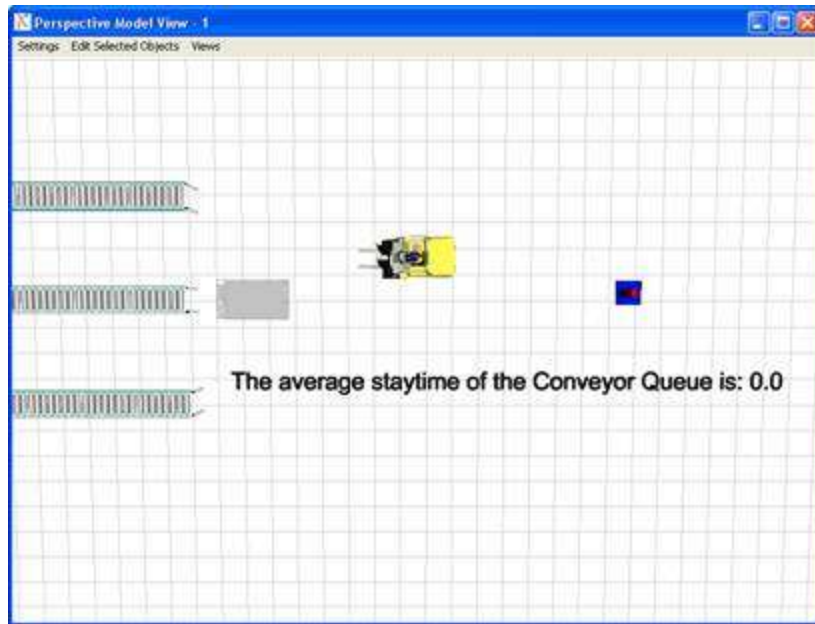 Perspective Model View - 1
Settings Edit Selected Objects Views
The average staytime of the Conveyor Queue is: 0.0